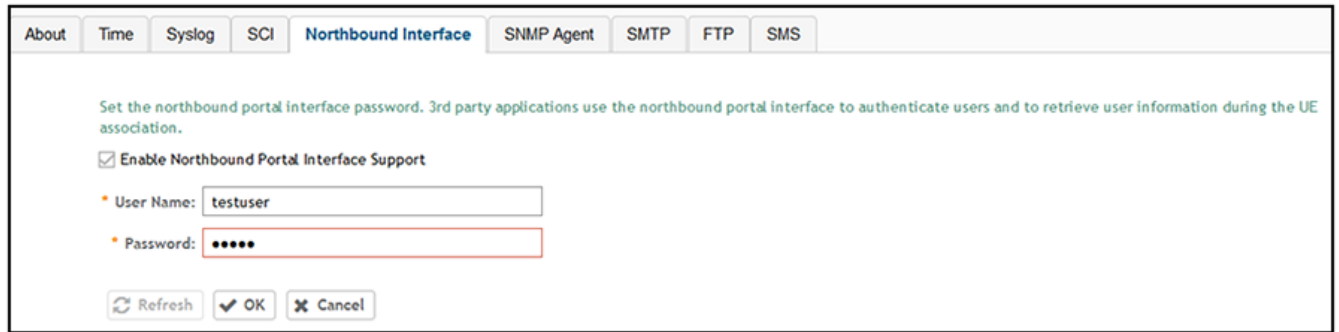 About Time Syslog SCI Northbound Interface SNMP Agent SMTP FTP SMS
Set the northbound portal interface password. 3rd party applications use the northbound portal interface to authenticate users and to retrieve user information during the UE
association.
Enable Northbound Portal Interface Support
* User Name: testuser
* Password: •••••
Refresh OK Cancel